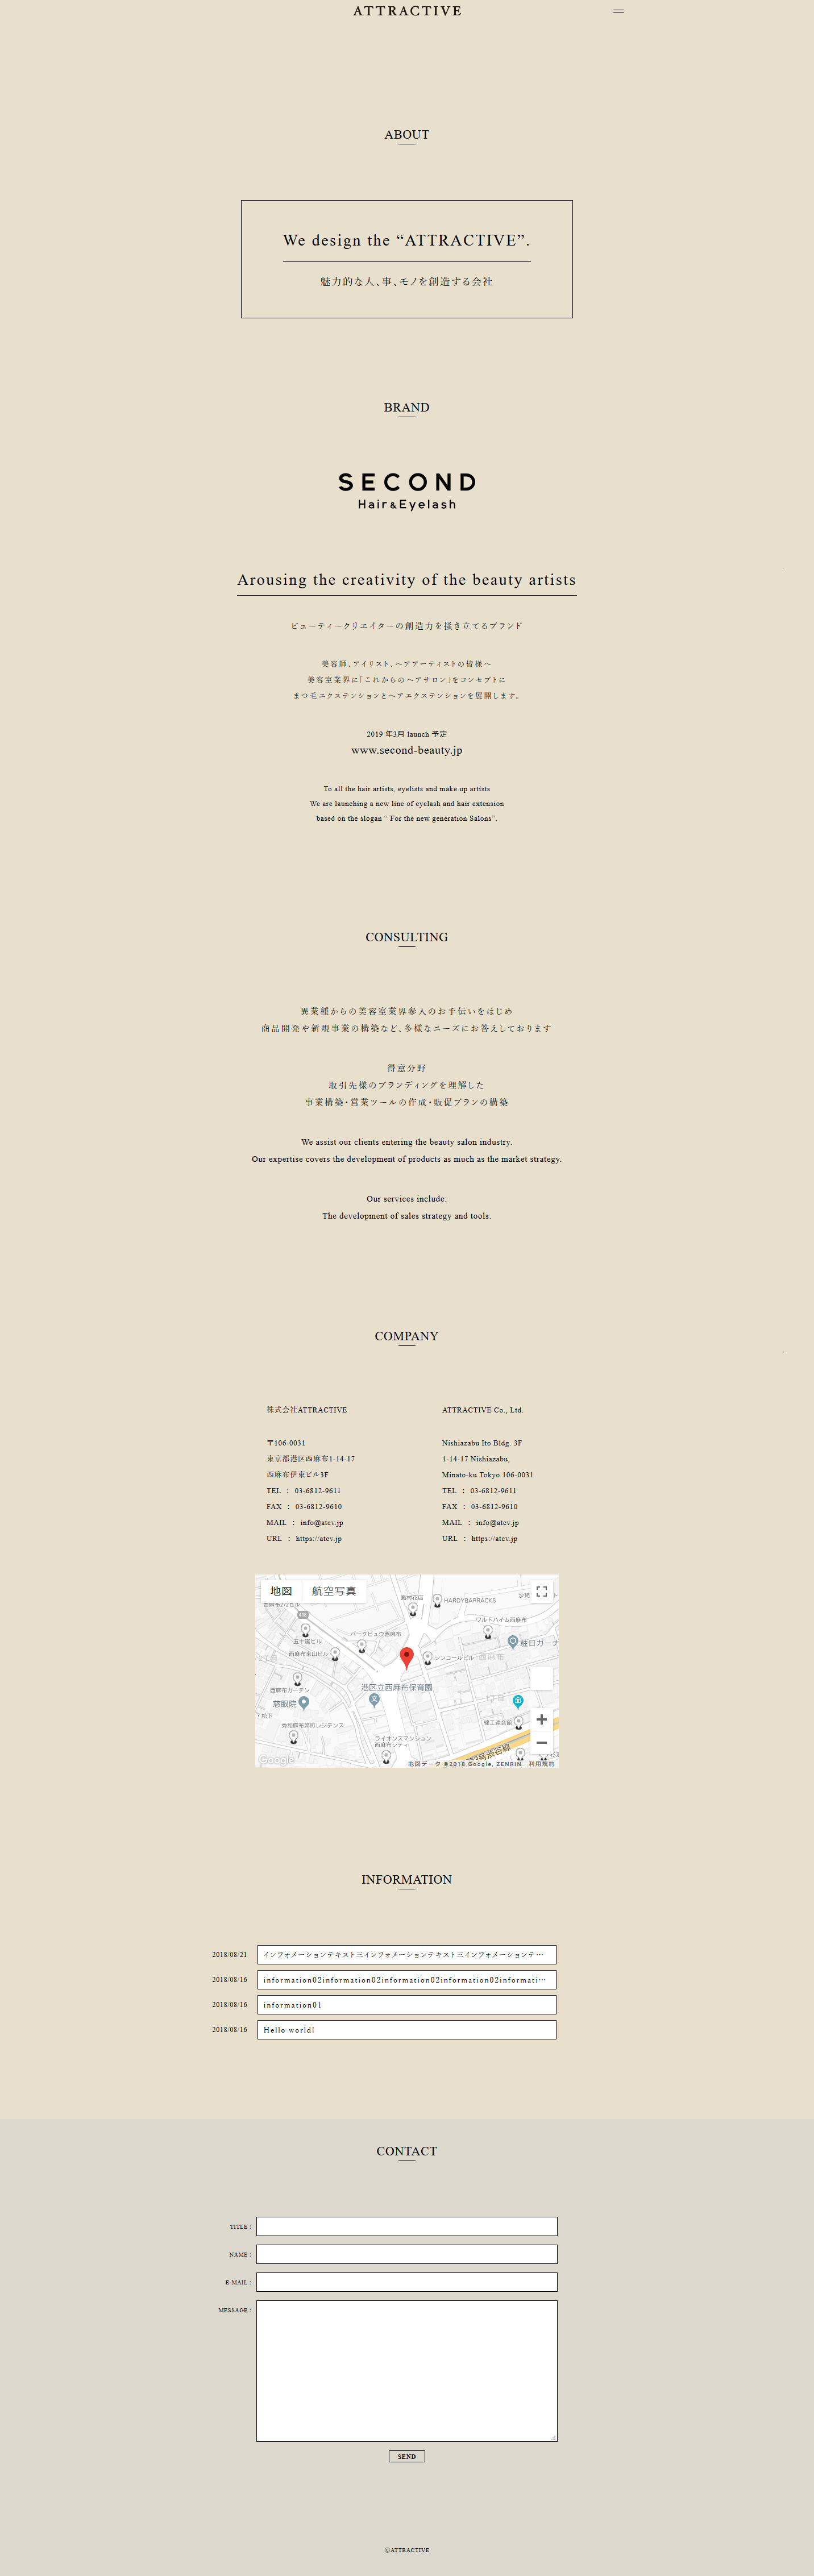 ATTRACTIVE
ABOUT
We design the “ATTRACTIVE”.
魅力的な人、事、モノを創造する会社
BRAND
SECOND
Hair&Eyelash
Arousing the creativity of the beauty artists
ビューティークリエイターの創造力を掻き立てるブランド
美容師、アイリスト、ヘアアーティストの皆様へ
美容室業界に「これからのヘアサロン」をコンセプトに
まつ毛エクステンションとヘアエクステンションを展開します。
2019 年3月 launch 予定
www.second-beauty.jp
To all the hair artists, eyelists and make up artists
We are launching a new line of eyelash and hair extension
based on the slogan “ For the new generation Salons”.
CONSULTING
異業種からの美容室業界参入のお手伝いをはじめ
商品開発や新規事業の構築など、多様なニーズにお答えしております
得意分野
取引先様のブランディングを理解した
事業構築・営業ツールの作成・販促プランの構築
We assist our clients entering the beauty salon industry.
Our expertise covers the development of products as much as the market strategy.
Our services include:
The development of sales strategy and tools.
COMPANY
株式会社ATTRACTIVE
〒106-0031
東京都港区西麻布1-14-17
西麻布伊東ビル3F
TEL ： 03-6812-9611
FAX ： 03-6812-9610
MAIL ： info@atcv.jp
URL ： https://atcv.jp
ATTRACTIVE Co., Ltd.
Nishiazabu Ito Bldg. 3F
1-14-17 Nishiazabu,
Minato-ku Tokyo 106-0031
TEL ： 03-6812-9611
FAX ： 03-6812-9610
MAIL ： info@atcv.jp
URL ： https://atcv.jp
地図 航空写真
HARDYBARRACKS
ワルドハイム西麻布
五十嵐ビル
パークビュウ西麻布
西麻布東山ビル
シンコールビル
西麻布
駐日ガーナ
西麻布ガーデン
港区立西麻布保育園
慈眼院
松下
ライオンズマンション
西麻布シティ
Google
地図データ ©2018 Google, ZENRIN 利用規約
INFORMATION
2018/08/21 インフォメーションテキスト三インフォメーションテキスト三インフォメーションテ…
2018/08/16 information02information02information02information02informati…
2018/08/16 information01
2018/08/16 Hello world!
CONTACT
TITLE :
NAME :
E-MAIL :
MESSAGE :
SEND
©ATTRACTIVE